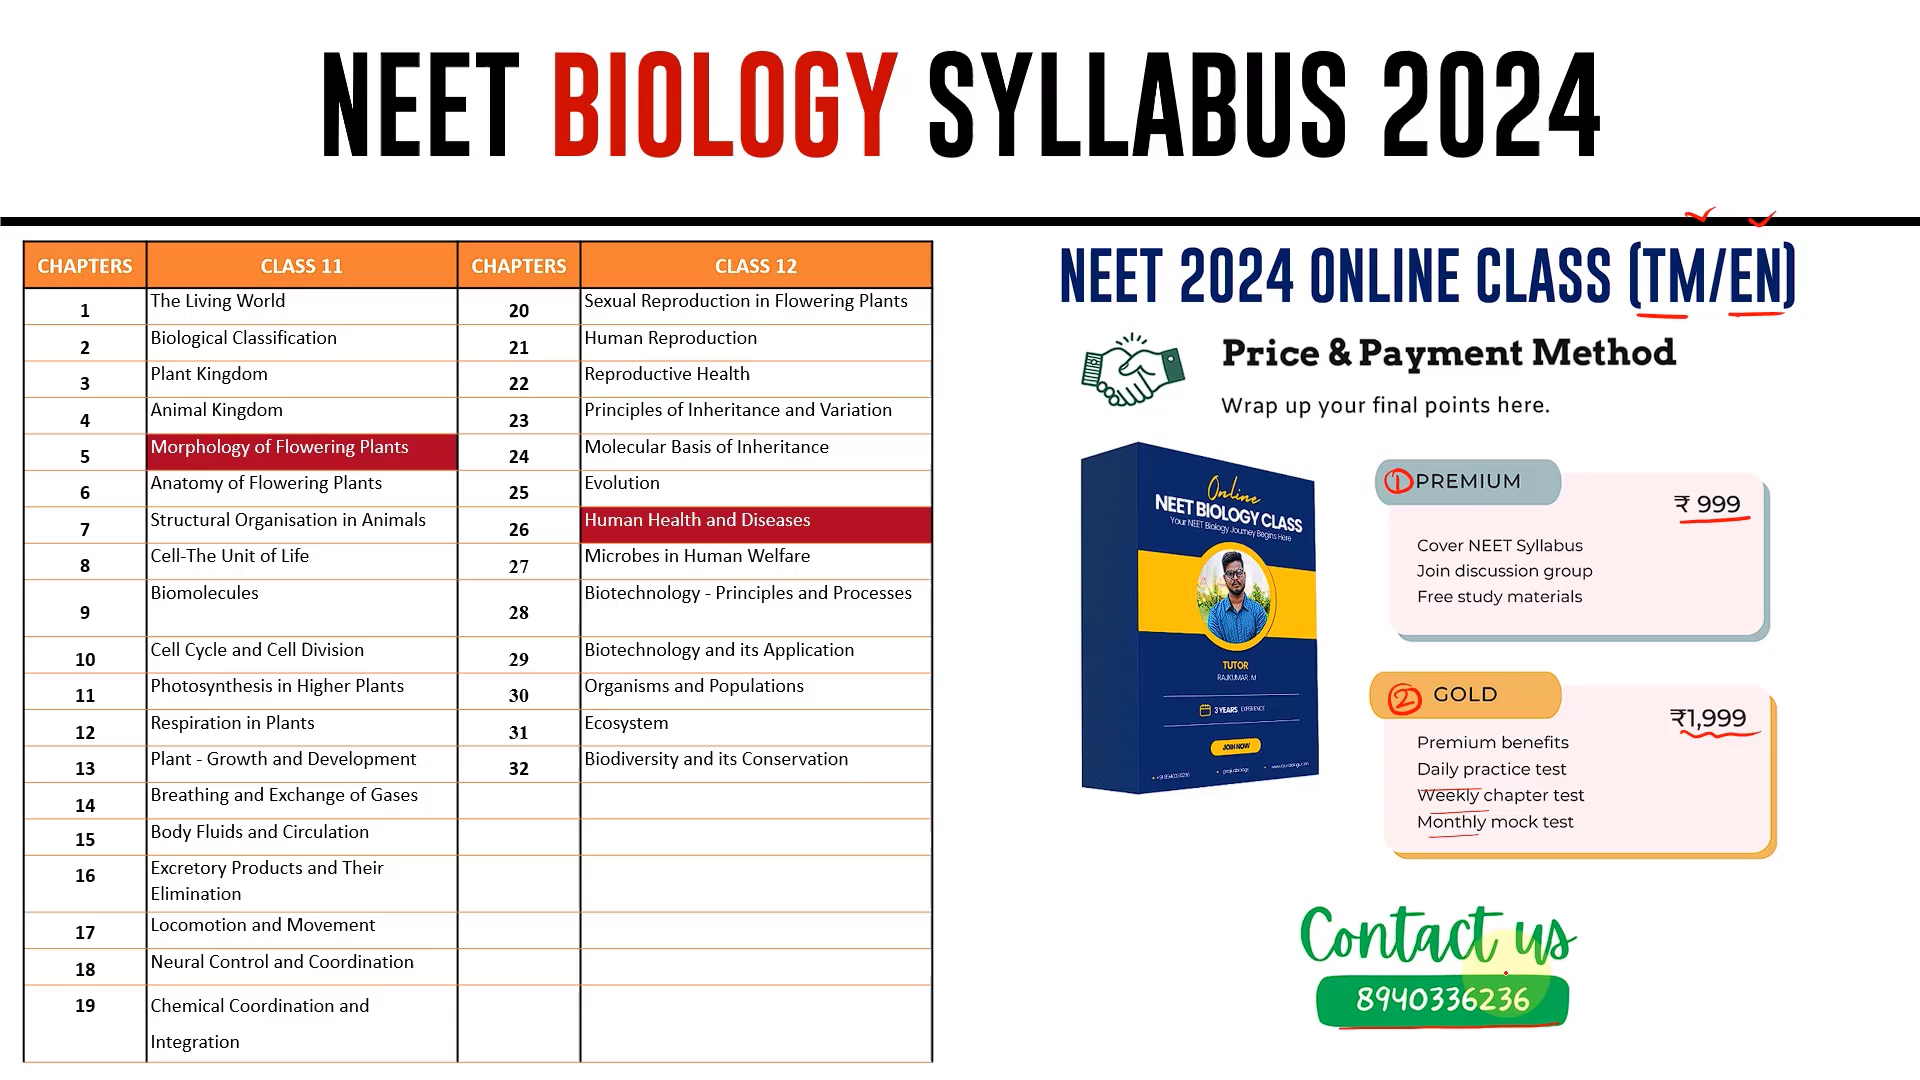 NEET BIOLOGY SYLLABUS 2024
CHAPTERS CLASS 11 CHAPTERS CLASS 12
1 The Living World 20 Sexual Reproduction in Flowering Plants
2 Biological Classification 21 Human Reproduction
3 Plant Kingdom 22 Reproductive Health
4 Animal Kingdom 23 Principles of Inheritance and Variation
5 Morphology of Flowering Plants 24 Molecular Basis of Inheritance
6 Anatomy of Flowering Plants 25 Evolution
7 Structural Organisation in Animals 26 Human Health and Diseases
8 Cell-The Unit of Life 27 Microbes in Human Welfare
9 Biomolecules 28 Biotechnology - Principles and Processes
10 Cell Cycle and Cell Division 29 Biotechnology and its Application
11 Photosynthesis in Higher Plants 30 Organisms and Populations
12 Respiration in Plants 31 Ecosystem
13 Plant - Growth and Development 32 Biodiversity and its Conservation
14 Breathing and Exchange of Gases
15 Body Fluids and Circulation
16 Excretory Products and Their
Elimination
17 Locomotion and Movement
18 Neural Control and Coordination
19 Chemical Coordination and
Integration
NEET 2024 ONLINE CLASS (TM/EN)
Price & Payment Method
Wrap up your final points here.
Online
NEET BIOLOGY CLASS
Your NEET Biology Journey Begins Here
TUTOR
RAJKUMAR. M
3 YEARS EXPERIENCE
JOIN NOW
1 PREMIUM
₹ 999
Cover NEET Syllabus
Join discussion group
Free study materials
2 GOLD
₹1,999
Premium benefits
Daily practice test
Weekly chapter test
Monthly mock test
Contact us
8940336236